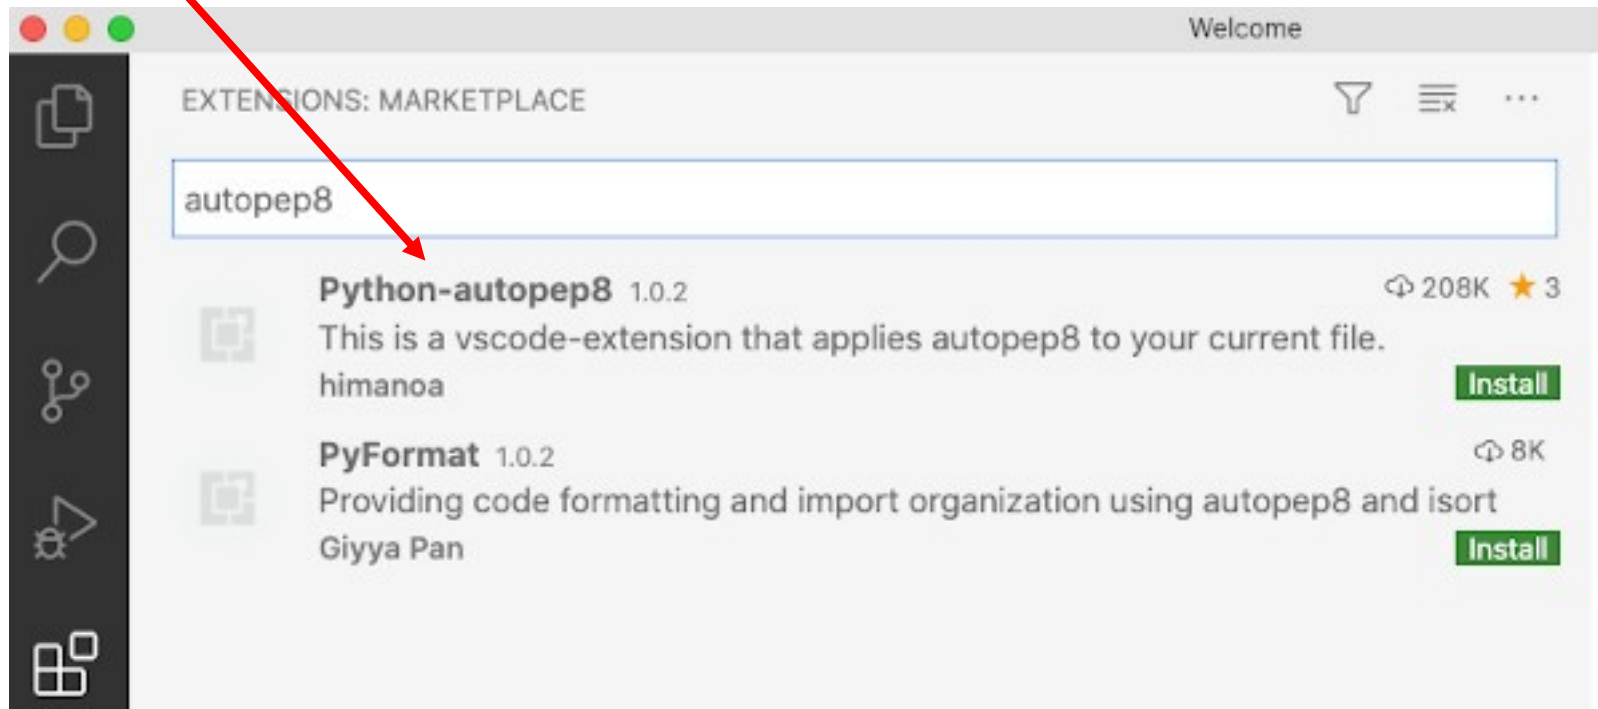 Welcome
EXTENSIONS: MARKETPLACE
autopep8
Python-autopep8 1.0.2 208K ★ 3
This is a vscode-extension that applies autopep8 to your current file.
himanoa Install
PyFormat 1.0.2 8K
Providing code formatting and import organization using autopep8 and isort
Giyya Pan Install